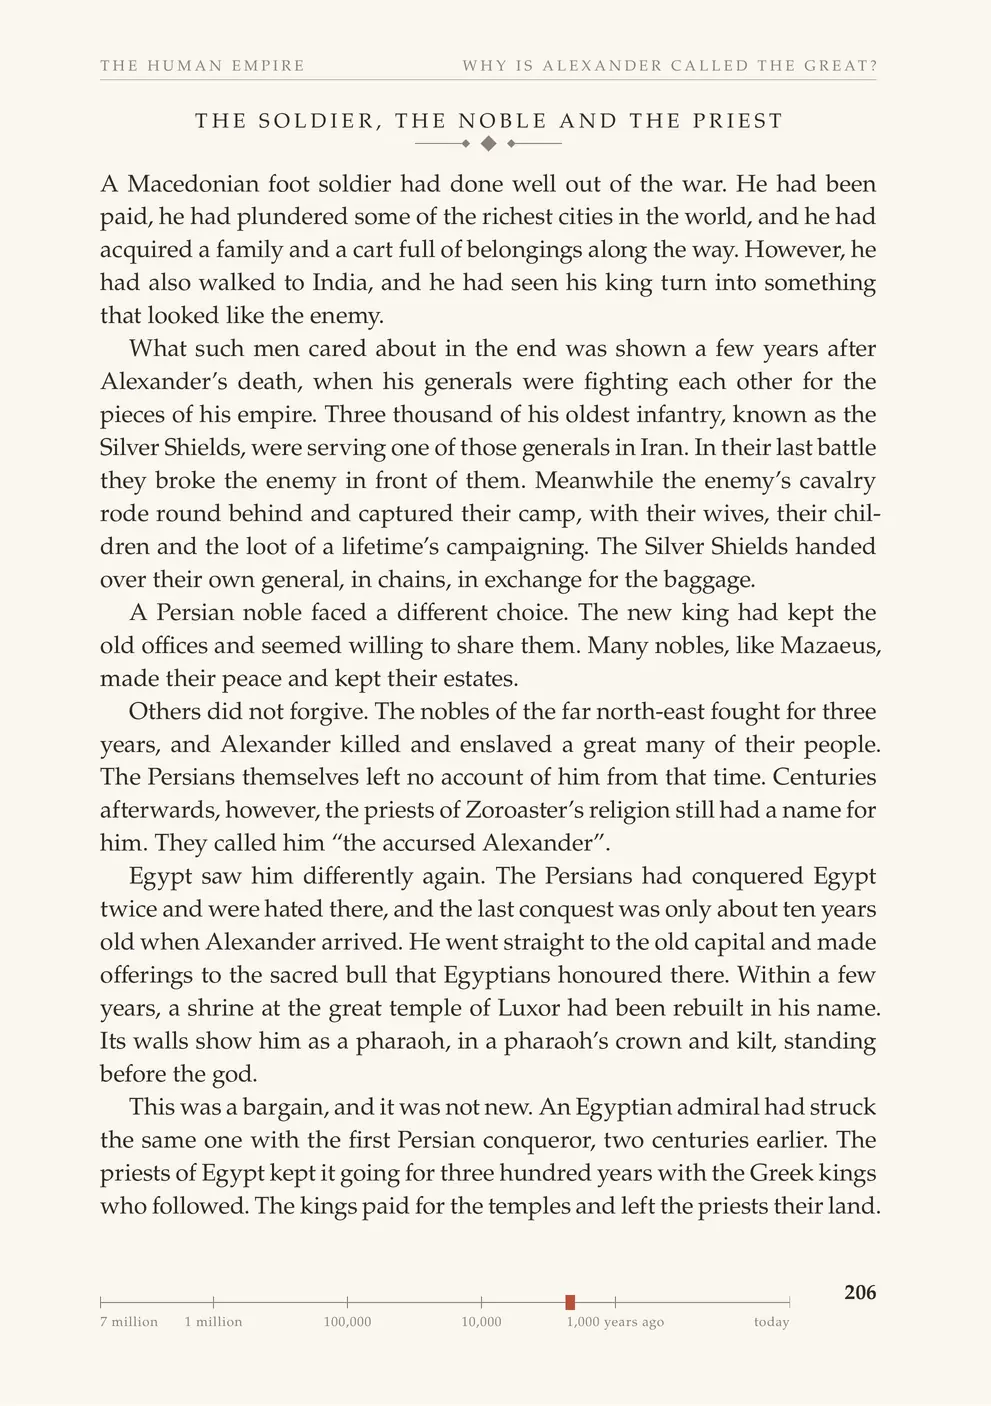 THE HUMAN EMPIRE
WHY IS ALEXANDER CALLED THE GREAT?
THE SOLDIER, THE NOBLE AND THE PRIEST
A Macedonian foot soldier had done well out of the war. He had been
paid, he had plundered some of the richest cities in the world, and he had
acquired a family and a cart full of belongings along the way. However, he
had also walked to India, and he had seen his king turn into something
that looked like the enemy.
What such men cared about in the end was shown a few years after
Alexander’s death, when his generals were fighting each other for the
pieces of his empire. Three thousand of his oldest infantry, known as the
Silver Shields, were serving one of those generals in Iran. In their last battle
they broke the enemy in front of them. Meanwhile the enemy’s cavalry
rode round behind and captured their camp, with their wives, their chil-
dren and the loot of a lifetime’s campaigning. The Silver Shields handed
over their own general, in chains, in exchange for the baggage.
A Persian noble faced a different choice. The new king had kept the
old offices and seemed willing to share them. Many nobles, like Mazaeus,
made their peace and kept their estates.
Others did not forgive. The nobles of the far north-east fought for three
years, and Alexander killed and enslaved a great many of their people.
The Persians themselves left no account of him from that time. Centuries
afterwards, however, the priests of Zoroaster’s religion still had a name for
him. They called him “the accursed Alexander”.
Egypt saw him differently again. The Persians had conquered Egypt
twice and were hated there, and the last conquest was only about ten years
old when Alexander arrived. He went straight to the old capital and made
offerings to the sacred bull that Egyptians honoured there. Within a few
years, a shrine at the great temple of Luxor had been rebuilt in his name.
Its walls show him as a pharaoh, in a pharaoh’s crown and kilt, standing
before the god.
This was a bargain, and it was not new. An Egyptian admiral had struck
the same one with the first Persian conqueror, two centuries earlier. The
priests of Egypt kept it going for three hundred years with the Greek kings
who followed. The kings paid for the temples and left the priests their land.
206
7 million
1 million
100,000
10,000
1,000 years ago
today